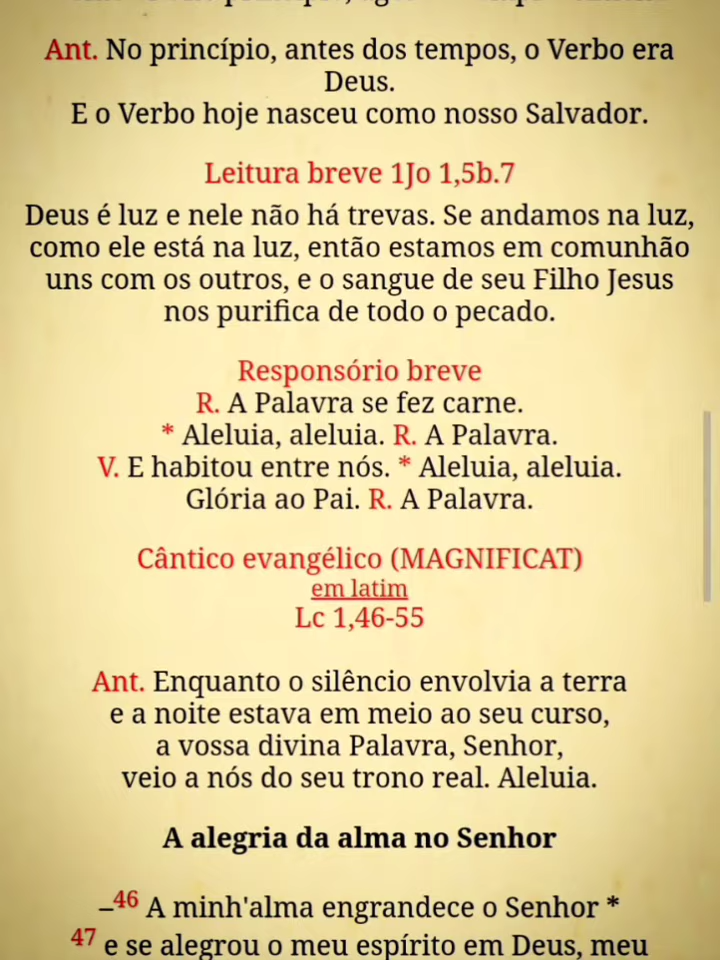 Ant. No princípio, antes dos tempos, o Verbo era
Deus.
E o Verbo hoje nasceu como nosso Salvador.
Leitura breve 1Jo 1,5b.7
Deus é luz e nele não há trevas. Se andamos na luz,
como ele está na luz, então estamos em comunhão
uns com os outros, e o sangue de seu Filho Jesus
nos purifica de todo o pecado.
Responsório breve
R. A Palavra se fez carne.
* Aleluia, aleluia. R. A Palavra.
V. E habitou entre nós. * Aleluia, aleluia.
Glória ao Pai. R. A Palavra.
Cântico evangélico (MAGNIFICAT)
em latim
Lc 1,46-55
Ant. Enquanto o silêncio envolvia a terra
e a noite estava em meio ao seu curso,
a vossa divina Palavra, Senhor,
veio a nós do seu trono real. Aleluia.
A alegria da alma no Senhor
–46 A minh'alma engrandece o Senhor *
47 e se alegrou o meu espírito em Deus, meu